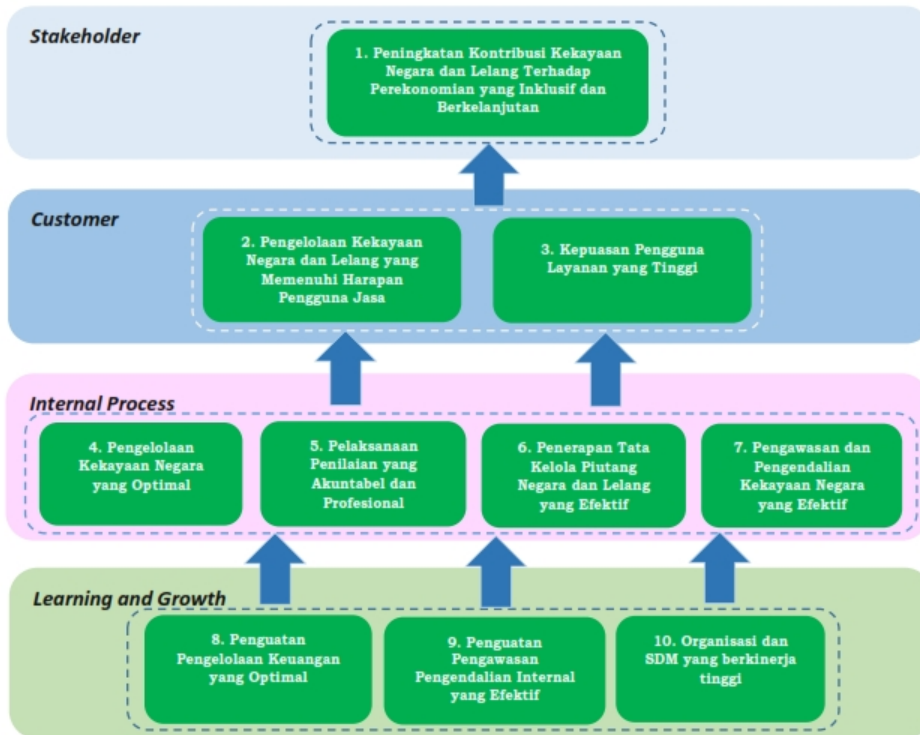 Stakeholder
1. Peningkatan Kontribusi Kekayaan
Negara dan Lelang Terhadap
Perekonomian yang Inklusif dan
Berkelanjutan
Customer
2. Pengelolaan Kekayaan
Negara dan Lelang yang
Memenuhi Harapan
Pengguna Jasa
3. Kepuasan Pengguna
Layanan yang Tinggi
Internal Process
4. Pengelolaan
Kekayaan Negara
yang Optimal
5. Pelaksanaan
Penilaian yang
Akuntabel dan
Profesional
6. Penerapan Tata
Kelola Piutang
Negara dan Lelang
yang Efektif
7. Pengawasan dan
Pengendalian
Kekayaan Negara
yang Efektif
Learning and Growth
8. Penguatan
Pengelolaan Keuangan
yang Optimal
9. Penguatan
Pengawasan
Pengendalian Internal
yang Efektif
10. Organisasi dan
SDM yang berkinerja
tinggi